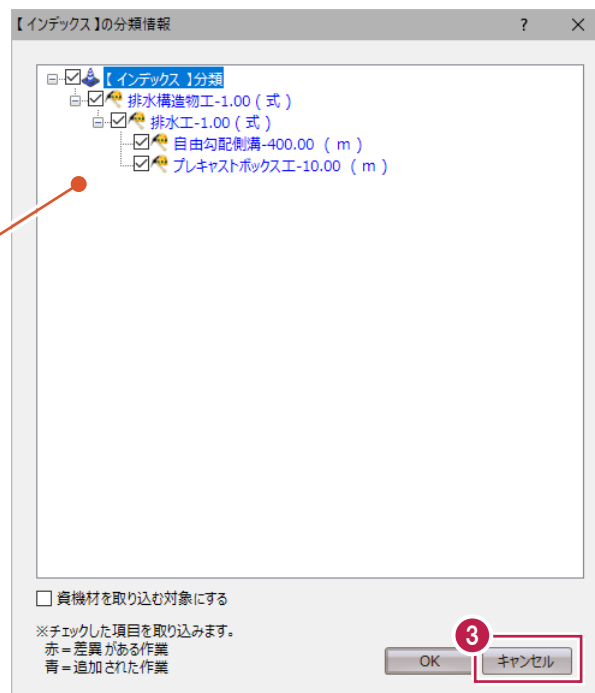 【 インデックス 】の分類情報 ? ×
【 インデックス 】分類
排水構造物工-1.00 ( 式 )
排水工-1.00 ( 式 )
自由勾配側溝-400.00 ( m )
プレキャストボックス工-10.00 ( m )
資機材を取り込む対象にする
※チェックした項目を取り込みます。
赤＝差異がある作業
青＝追加された作業
3
OK キャンセル